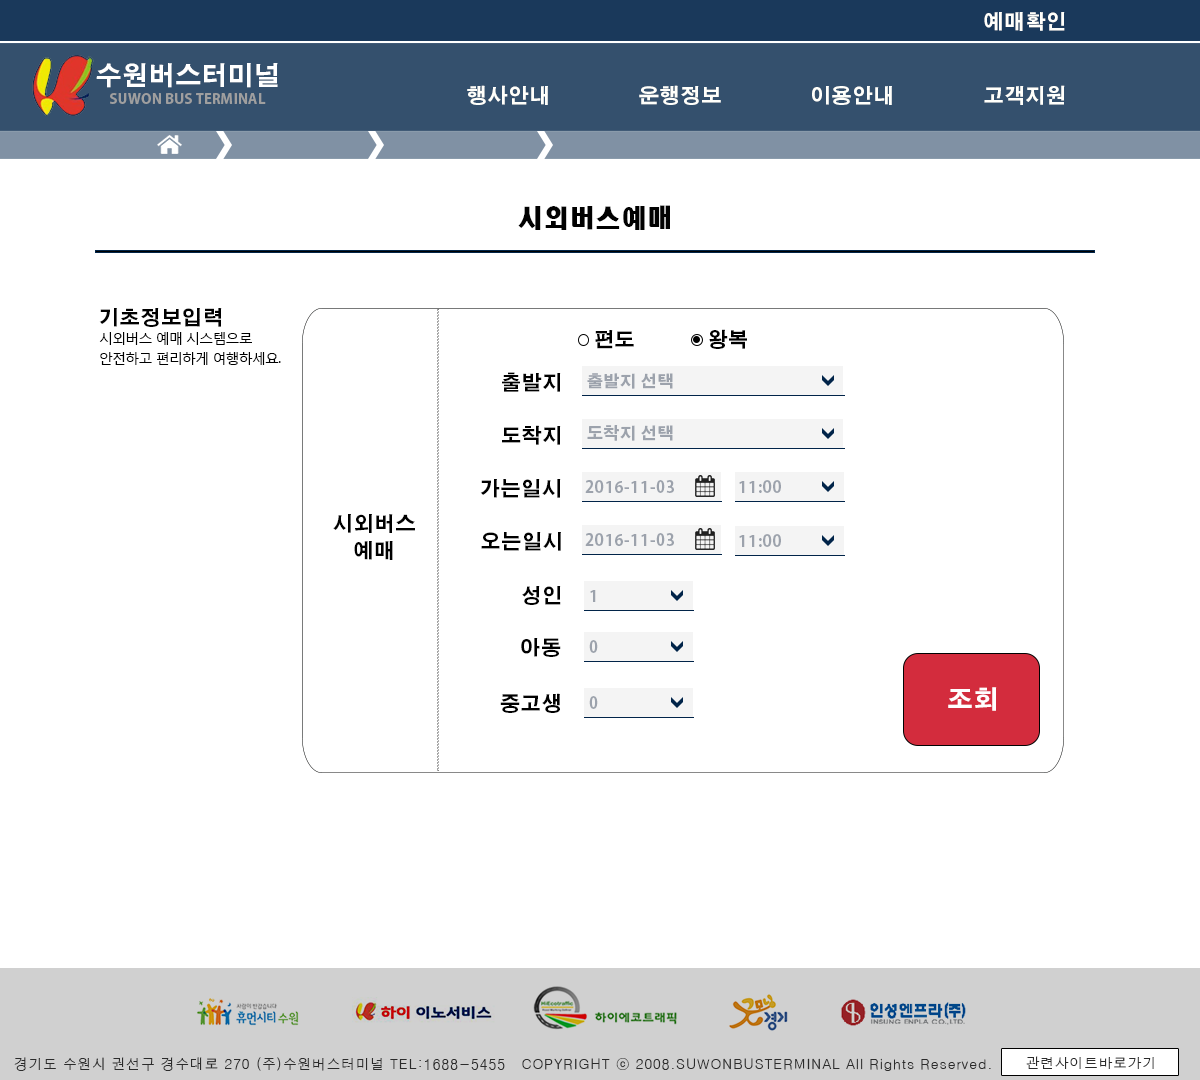 예매확인
수원버스터미널
SUWON BUS TERMINAL
행사안내 운행정보 이용안내 고객지원
시외버스예매
기초정보입력
시외버스 예매 시스템으로
안전하고 편리하게 여행하세요.
시외버스
예매
편도 왕복
출발지 출발지 선택
도착지 도착지 선택
가는일시 2016-11-03 11:00
오는일시 2016-11-03 11:00
성인 1
아동 0
중고생 0
조회
사람이 반갑습니다
휴먼시티 수원
하이 이노서비스
HiEcotraffic
하이에코트래픽
경기
인성엔프라(주)
INSUNG ENPLA CO.,LTD.
경기도 수원시 권선구 경수대로 270 (주)수원버스터미널 TEL:1688-5455 COPYRIGHT ⓒ 2008.SUWONBUSTERMINAL All Rights Reserved.
관련사이트바로가기